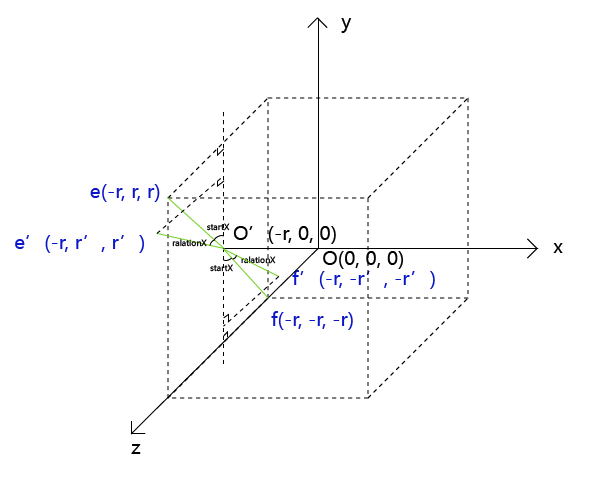 y
e(-r, r, r)
startX
O’ (-r, 0, 0)
e’ (-r, r’, r’)
ralationX
x
O(0, 0, 0)
ralationX
startX
f’ (-r, -r’, -r’)
f(-r, -r, -r)
z